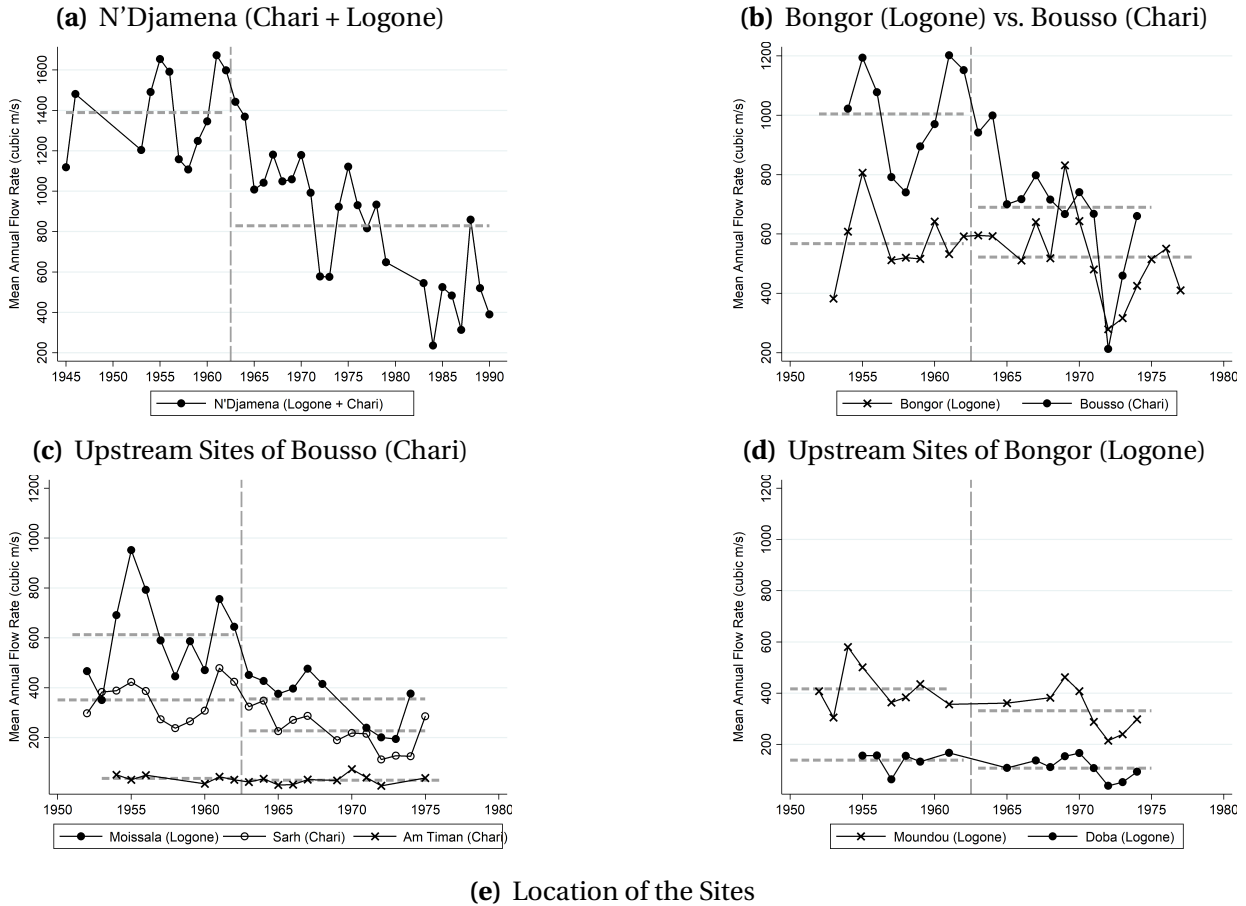 (a) N’Djamena (Chari + Logone)
Mean Annual Flow Rate (cubic m/s)
200 400 600 800 1000 1200 1400 1600
1945 1950 1955 1960 1965 1970 1975 1980 1985 1990
N'Djamena (Logone + Chari)
(b) Bongor (Logone) vs. Bousso (Chari)
Mean Annual Flow Rate (cubic m/s)
200 400 600 800 1000 1200
1950 1955 1960 1965 1970 1975 1980
Bongor (Logone) Bousso (Chari)
(c) Upstream Sites of Bousso (Chari)
Mean Annual Flow Rate (cubic m/s)
200 400 600 800 1000 1200
1950 1955 1960 1965 1970 1975 1980
Moissala (Logone) Sarh (Chari) Am Timan (Chari)
(d) Upstream Sites of Bongor (Logone)
Mean Annual Flow Rate (cubic m/s)
200 400 600 800 1000 1200
1950 1955 1960 1965 1970 1975 1980
Moundou (Logone) Doba (Logone)
(e) Location of the Sites